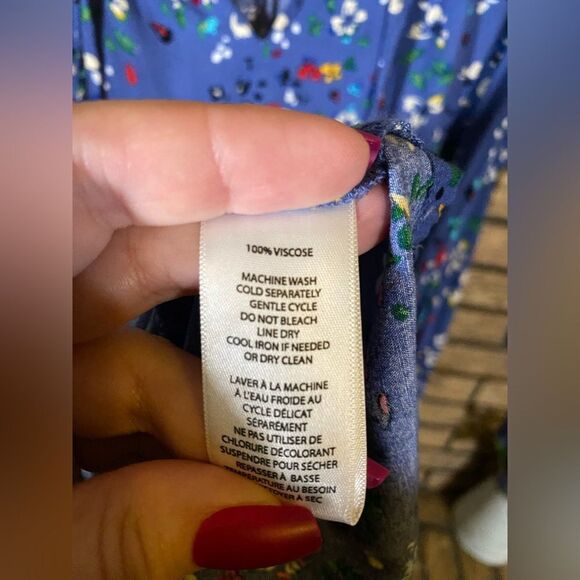 100% VISCOSE
MACHINE WASH
COLD SEPARATELY
GENTLE CYCLE
DO NOT BLEACH
LINE DRY
COOL IRON IF NEEDED
OR DRY CLEAN
LAVER À LA MACHINE
À L'EAU FROIDE AU
CYCLE DÉLICAT
SÉPARÉMENT
NE PAS UTILISER DE
CHLORURE DÉCOLORANT
SUSPENDRE POUR SÉCHER
REPASSER À BASSE
TEMPÉRATURE AU BESOIN
À SEC